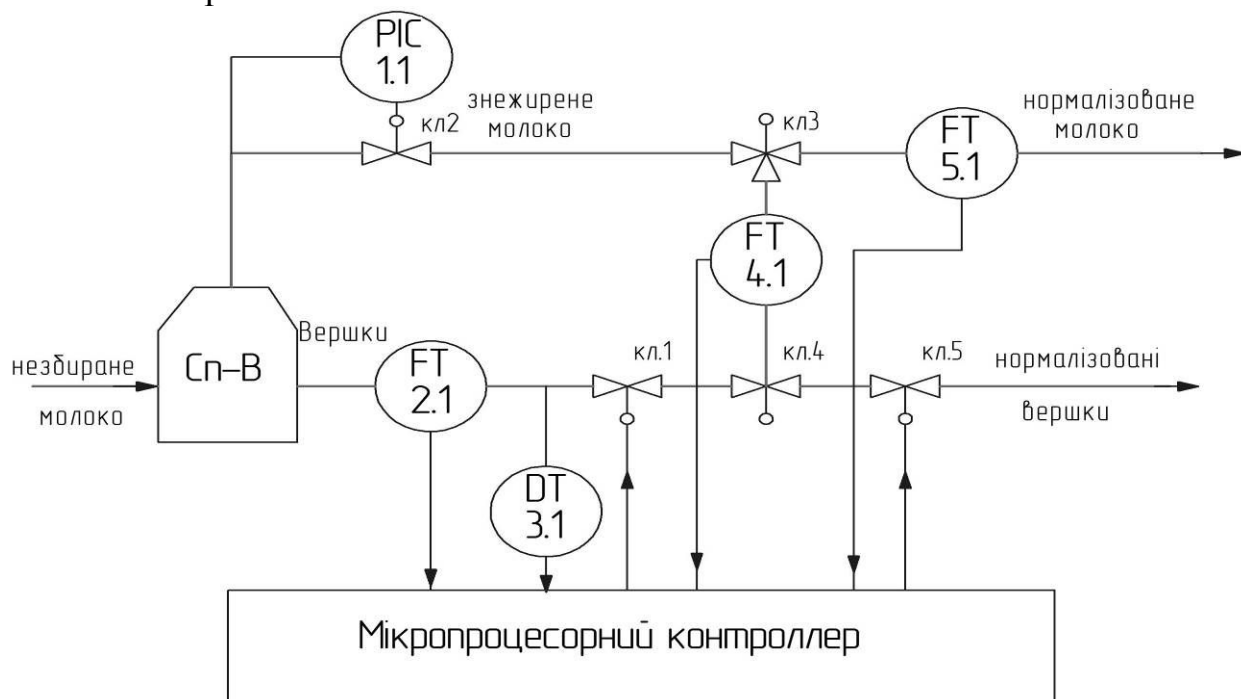 PIC
1.1
знежирене
молоко
кл2
кл3
нормалізоване
молоко
FT
5.1
FT
4.1
незбиране
молоко
Сп–В
Вершки
FT
2.1
кл.1
кл.4
кл.5
нормалізовані
вершки
DT
3.1
Мікропроцесорний контроллер